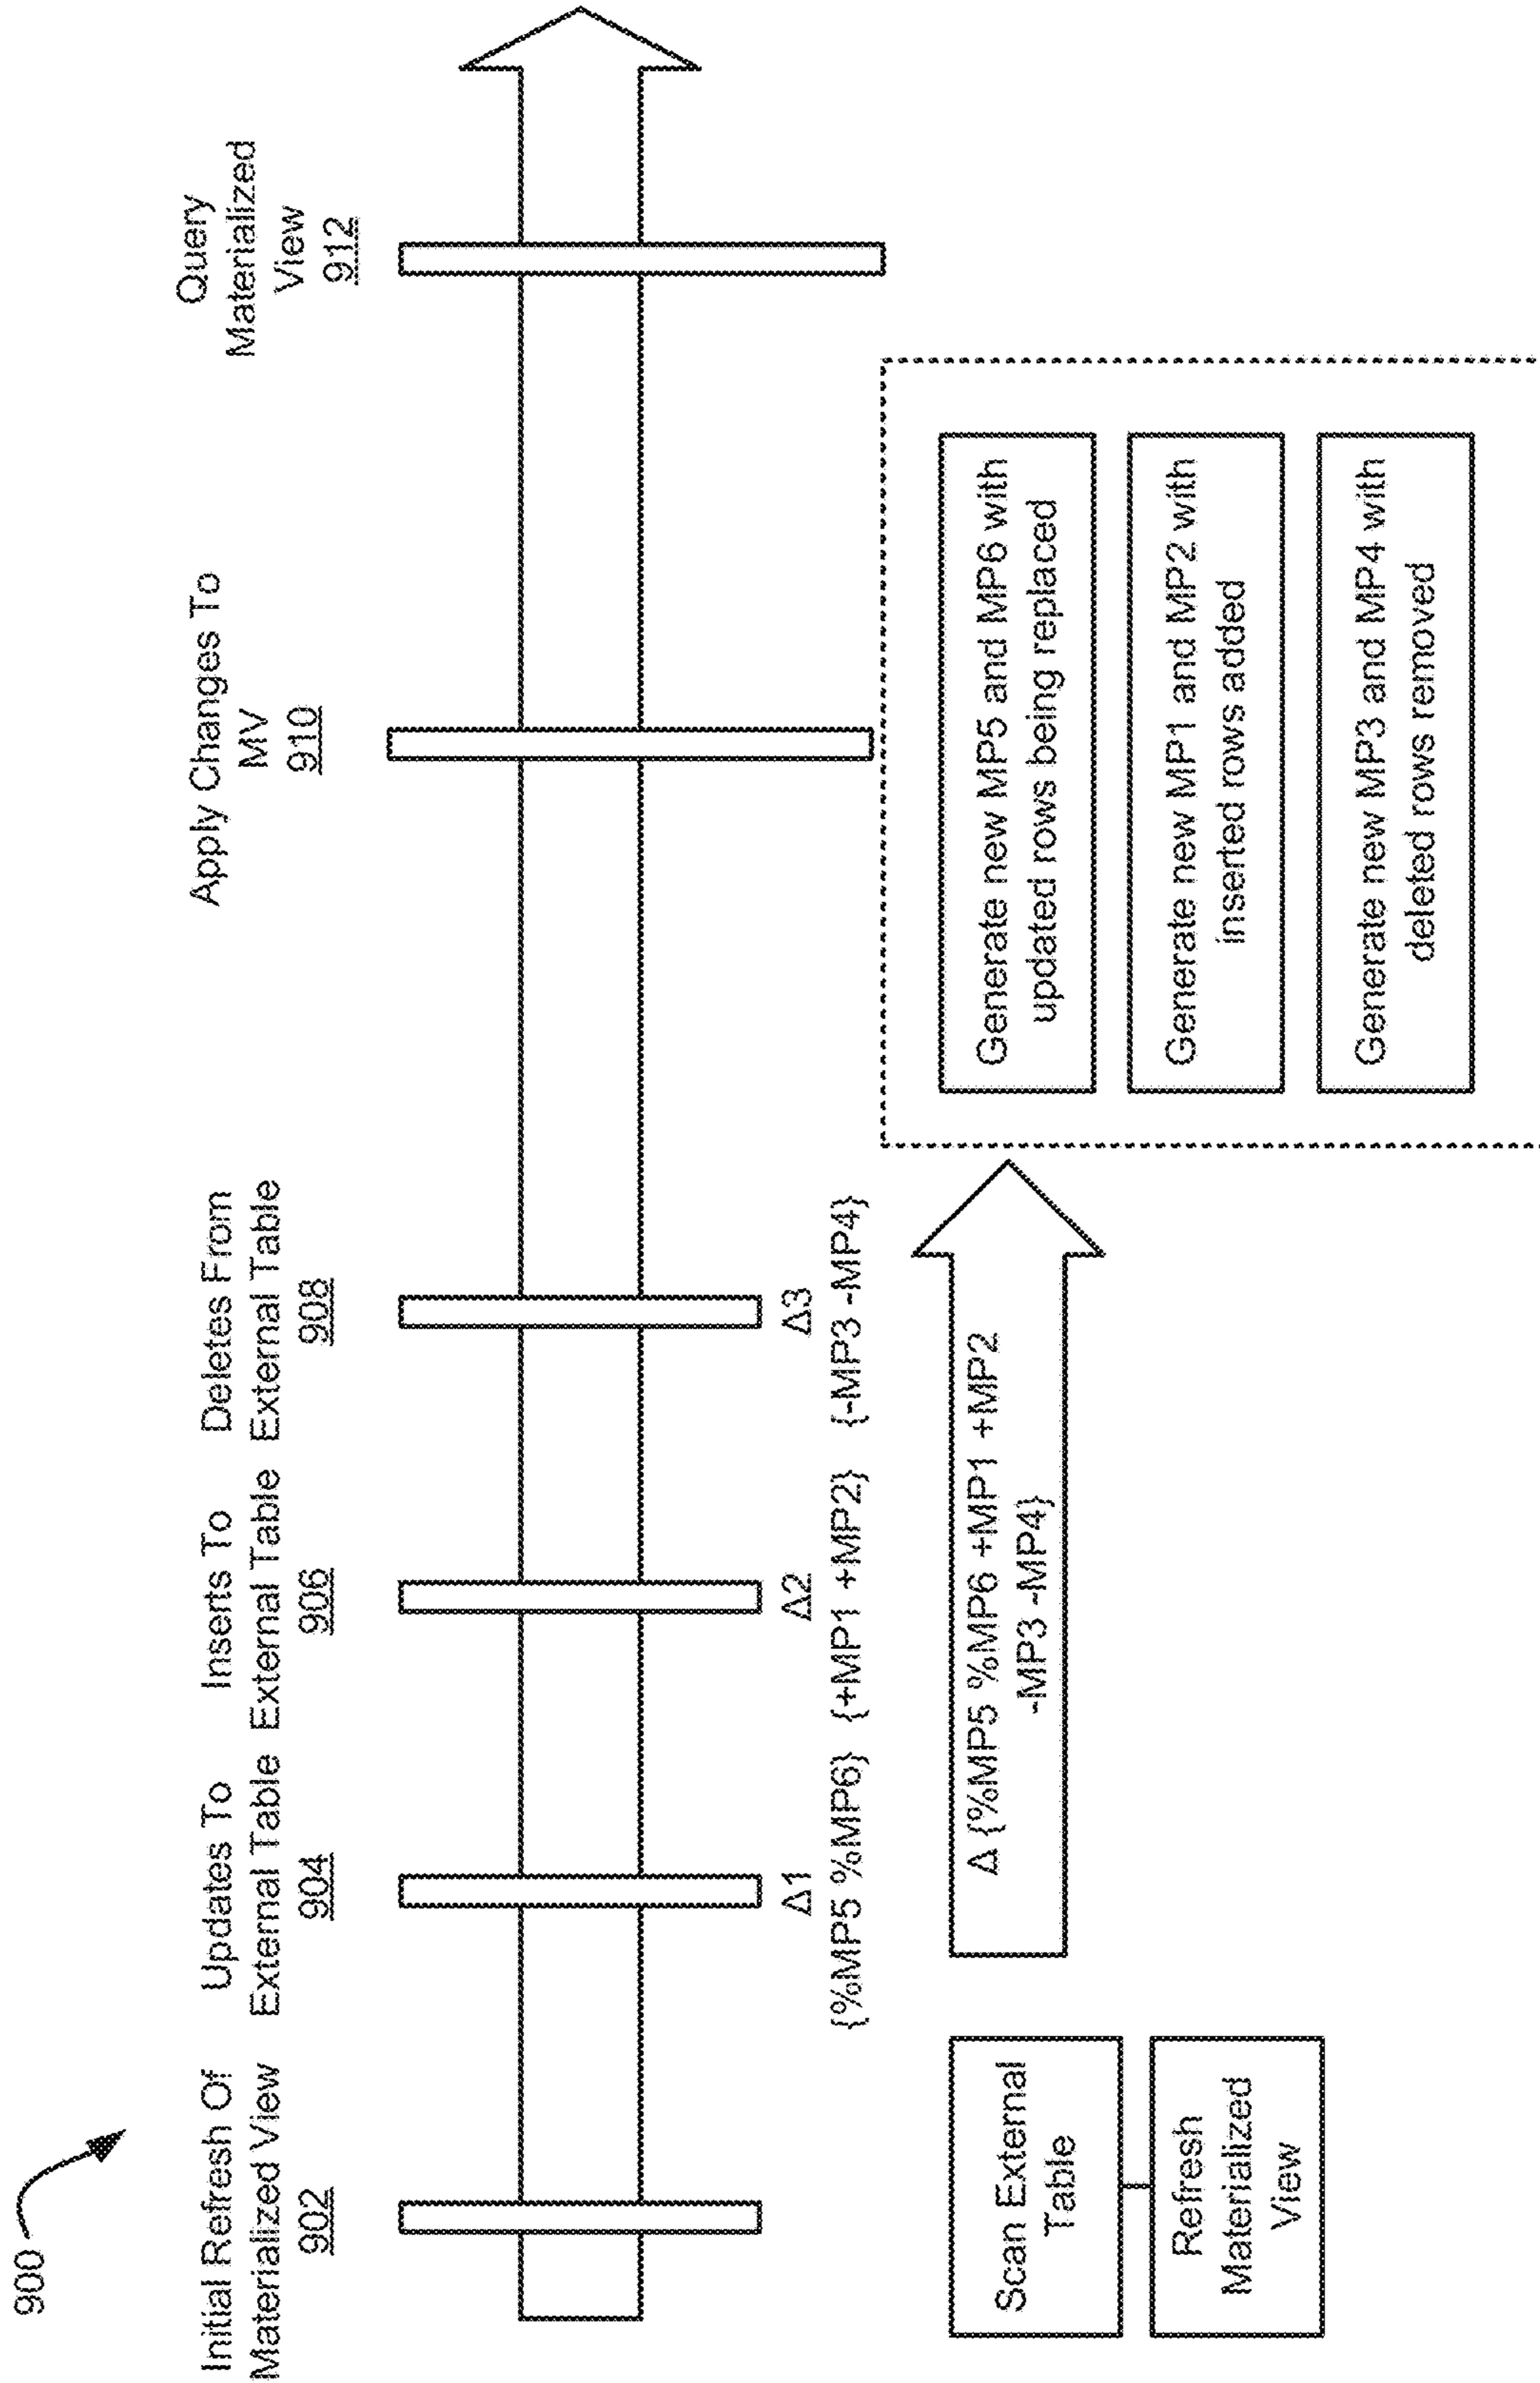 900
Initial Refresh Of
Materialized View
902
Updates To
External Table
904
Inserts To
External Table
906
Deletes From
External Table
908
Apply Changes To
MV
910
Query
Materialized
View
912
Δ1
{%MP5 %MP6}
Δ2
{+MP1 +MP2}
Δ3
{-MP3 -MP4}
Scan External
Table
Refresh
Materialized
View
Δ {%MP5 %MP6 +MP1 +MP2
-MP3 -MP4}
Generate new MP5 and MP6 with
updated rows being replaced
Generate new MP1 and MP2 with
inserted rows added
Generate new MP3 and MP4 with
deleted rows removed